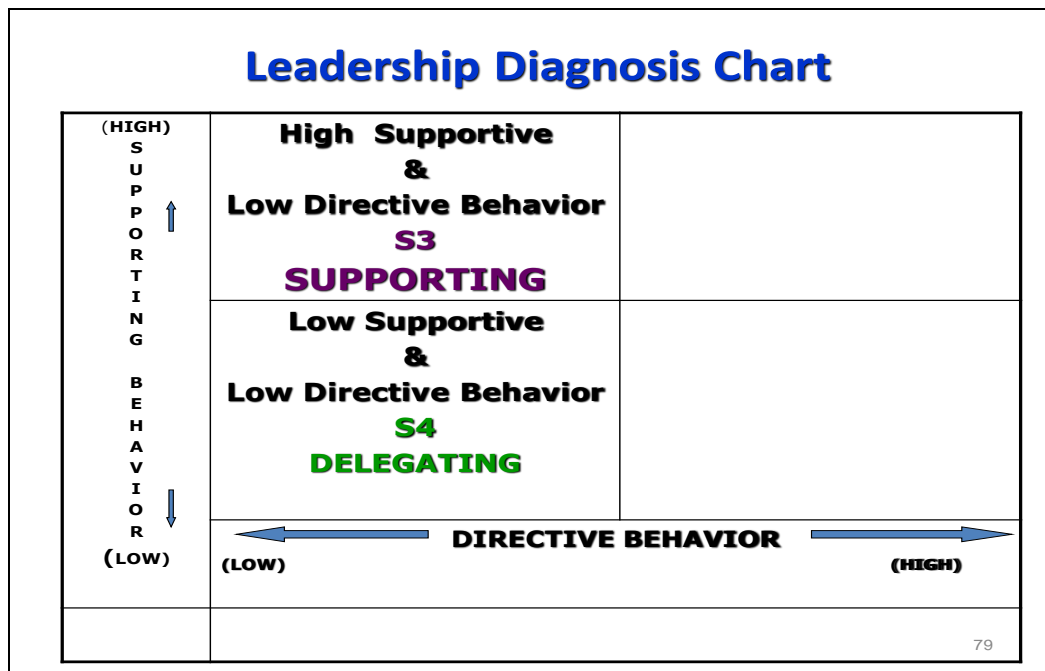 Leadership Diagnosis Chart
(HIGH)
S
U
P
P
O
R
T
I
N
G
B
E
H
A
V
I
O
R
(LOW)
High Supportive
&
Low Directive Behavior
S3
SUPPORTING
Low Supportive
&
Low Directive Behavior
S4
DELEGATING
DIRECTIVE BEHAVIOR
(LOW)
(HIGH)
79